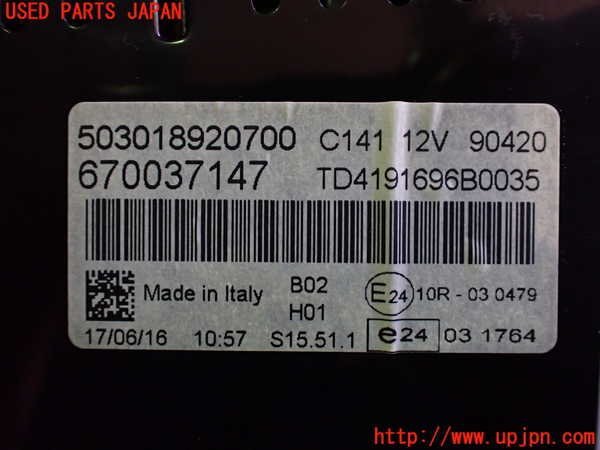 USED PARTS JAPAN
503018920700 C141 12V 90420
670037147 TD4191696B0035
Made in Italy B02 E24 10R - 03 0479
H01
17/06/16 10:57 S15.51.1 e24 03 1764
http://www.upjpn.com/